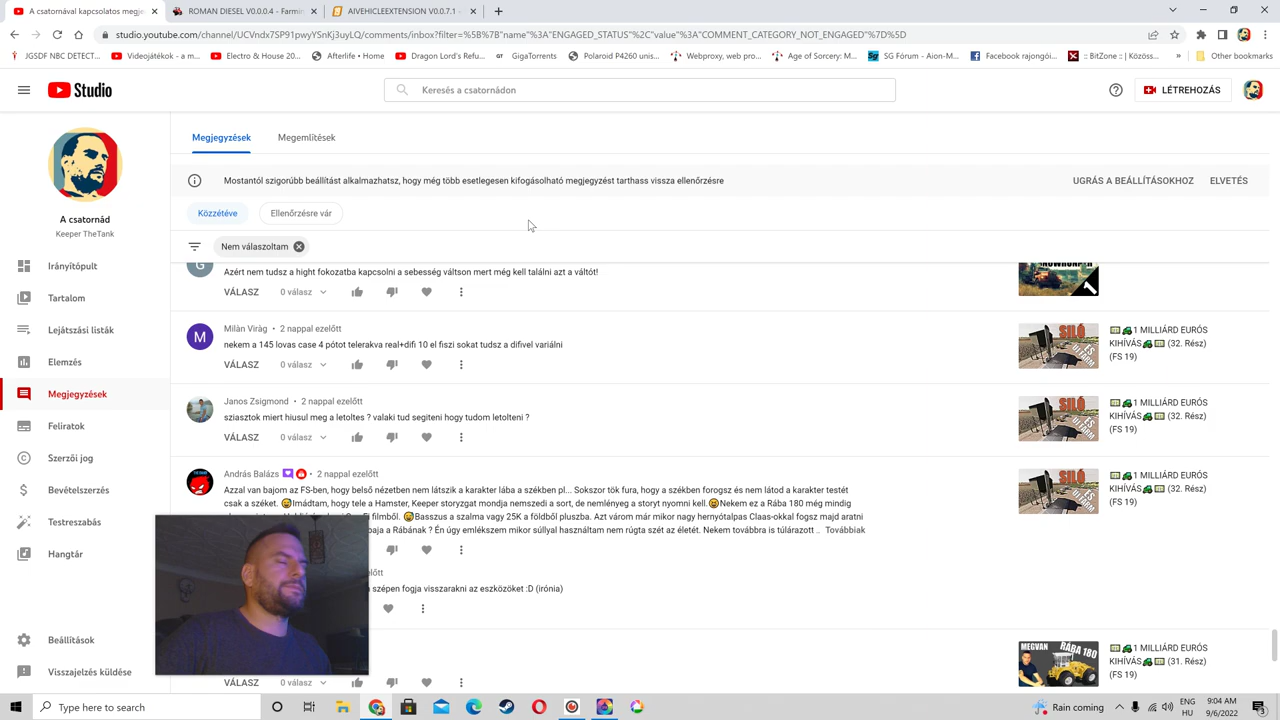 A csatornával kapcsolatos megje
ROMAN DIESEL V0.0.4 – Farmin
AIVEHICLEEXTENSION V0.0.7.1 -
studio.youtube.com/channel/UCVndx7SP91pwyYSnKj3uyLQ/comments/inbox?filter=%5B%7B"name"%3A"ENGAGED_STATUS"%2C"value"%3A"COMMENT_CATEGORY_NOT_ENGAGED"%7D%5D
JGSDF NBC DETECT...
Videojátékok - a m...
Electro & House 20...
Afterlife • Home
Dragon Lord's Refu...
GT GigaTorrents
Polaroid P4260 unis...
Webproxy, web pro...
Age of Sorcery: M...
SG Fórum - Aion-M...
Facebook rajongói...
:: BitZone :: | Közöss...
Other bookmarks
Studio
Keresés a csatornádon
LÉTREHOZÁS
Megjegyzések
Megemlítések
Mostantól szigorúbb beállítást alkalmazhatsz, hogy még több esetlegesen kifogásolható megjegyzést tarthass vissza ellenőrzésre
UGRÁS A BEÁLLÍTÁSOKHOZ
ELVETÉS
Közzétéve
Ellenőrzésre vár
Nem válaszoltam
A csatornád
Keeper TheTank
Irányítópult
Tartalom
Lejátszási listák
Elemzés
Megjegyzések
Feliratok
Szerzői jog
Bevételszerzés
Testreszabás
Hangtár
Beállítások
Visszajelzés küldése
G
Azért nem tudsz a hight fokozatba kapcsolni a sebesség váltson mert még kell találni azt a váltót!
VÁLASZ 0 válasz
M
Milàn Viràg • 2 nappal ezelőtt
nekem a 145 lovas case 4 pótot telerakva real+difi 10 el fiszi sokat tudsz a difivel variálni
VÁLASZ 0 válasz
1 MILLIÁRD EURÓS
KIHÍVÁS (32. Rész)
(FS 19)
SILÓ
Janos Zsigmond • 2 nappal ezelőtt
sziasztok miert hiusul meg a letoltes ? valaki tud segiteni hogy tudom letolteni ?
VÁLASZ 0 válasz
1 MILLIÁRD EURÓS
KIHÍVÁS (32. Rész)
(FS 19)
SILÓ
András Balázs • 2 nappal ezelőtt
Azzal van bajom az FS-ben, hogy belső nézetben nem látszik a karakter lába a székben pl... Sokszor tök fura, hogy a székben forogsz és nem látod a karakter testét
csak a széket. Imádtam, hogy tele a Hamster, Keeper storyzgat mondja nemszedi a sort, de nemlényeg a storyt nyomni kell. Nekem ez a Rába 180 még mindig
filmből. Basszus a szalma vagy 25K a földből pluszba. Azt várom már mikor nagy hernyótalpas Claas-okkal fogsz majd aratni
baja a Rábának ? Én úgy emlékszem mikor súllyal használtam nem rúgta szét az életét. Nekem továbbra is túlárazott .. Továbbiak
1 MILLIÁRD EURÓS
KIHÍVÁS (32. Rész)
(FS 19)
SILÓ
szépen fogja visszarakni az eszközöket :D (irónia)
VÁLASZ 0 válasz
MEGVAN
RÁBA 180
1 MILLIÁRD EURÓS
KIHÍVÁS (31. Rész)
(FS 19)
Type here to search
Rain coming
ENG
HU
9:04 AM
9/6/2022